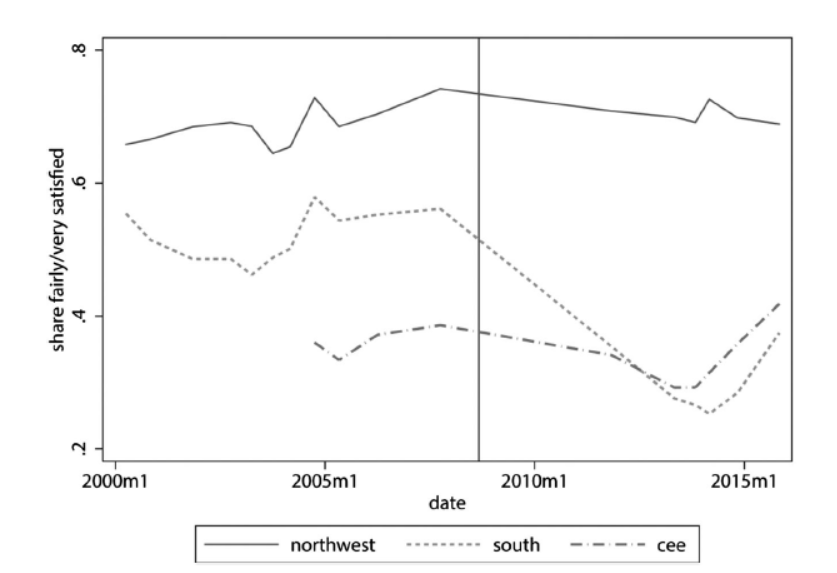 .8
.6
.4
.2
share fairly/very satisfied
2000m1 2005m1 2010m1 2015m1
date
northwest south cee